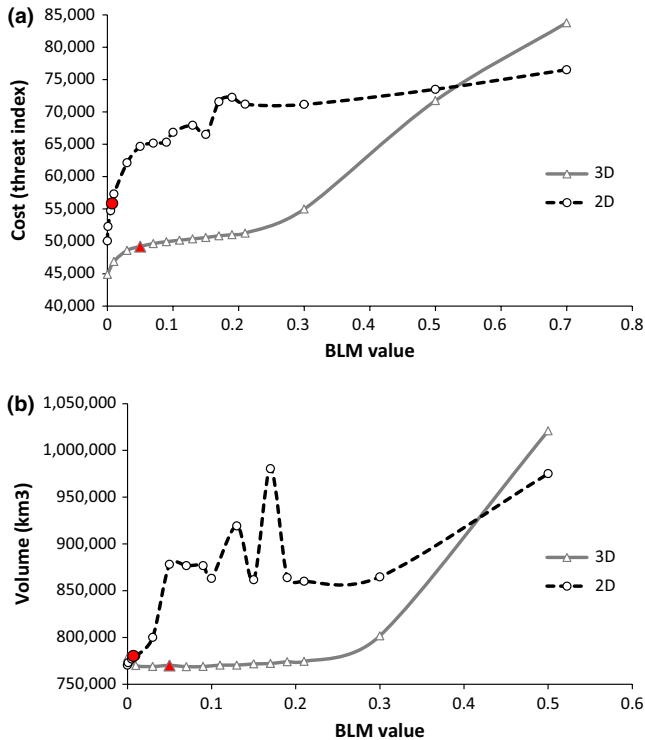 (a)
85,000
80,000
75,000
70,000
65,000
60,000
55,000
50,000
45,000
40,000
Cost (threat index)
3D
2D
0 0.1 0.2 0.3 0.4 0.5 0.6 0.7 0.8
BLM value
(b)
1,050,000
1,000,000
950,000
900,000
850,000
800,000
750,000
Volume (km3)
3D
2D
0 0.1 0.2 0.3 0.4 0.5 0.6
BLM value